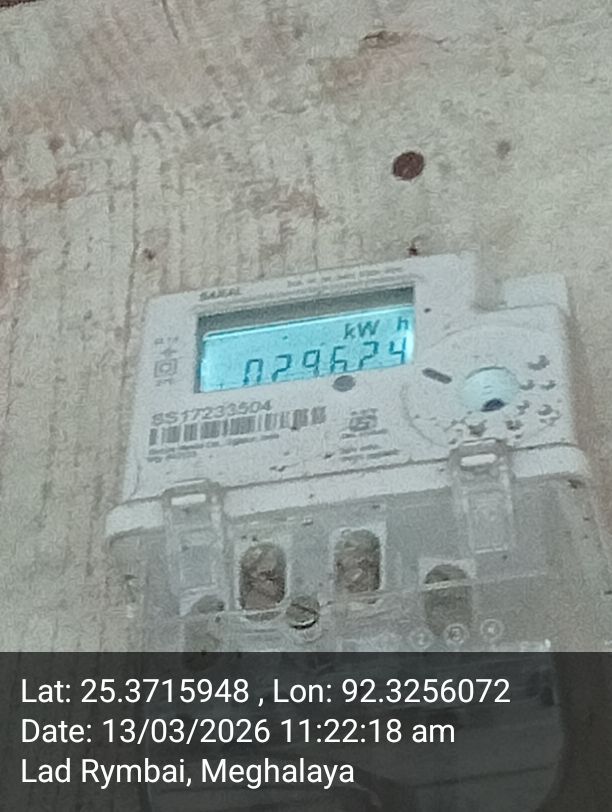 SAKAL
kW h
029624
SS17233504
Lat: 25.3715948 , Lon: 92.3256072
Date: 13/03/2026 11:22:18 am
Lad Rymbai, Meghalaya